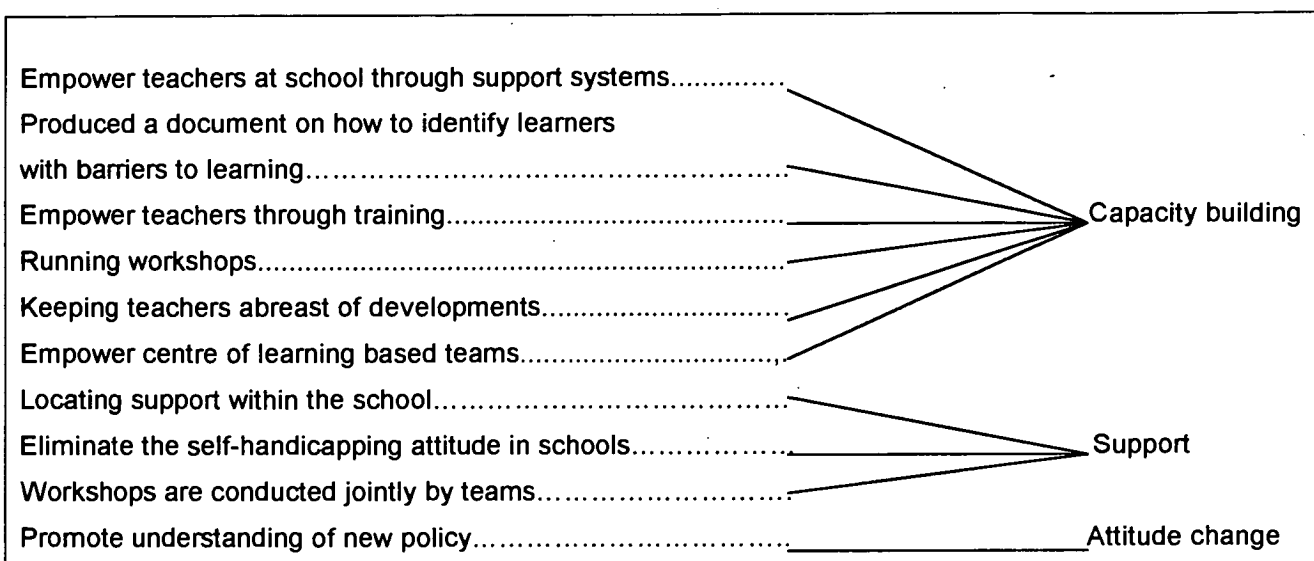 Empower teachers at school through support systems.............
Produced a document on how to identify learners
with barriers to learning.......................................................
Empower teachers through training...................................... Capacity building
Running workshops...............................................................
Keeping teachers abreast of developments...........................
Empower centre of learning based teams.............................
Locating support within the school.......................................
Eliminate the self-handicapping attitude in schools................ Support
Workshops are conducted jointly by teams...........................
Promote understanding of new policy................................... Attitude change